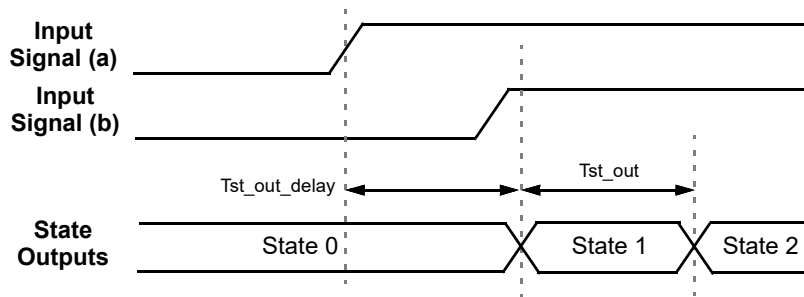 Input
Signal (a)
Input
Signal (b)
Tst_out_delay
Tst_out
State
Outputs
State 0
State 1
State 2